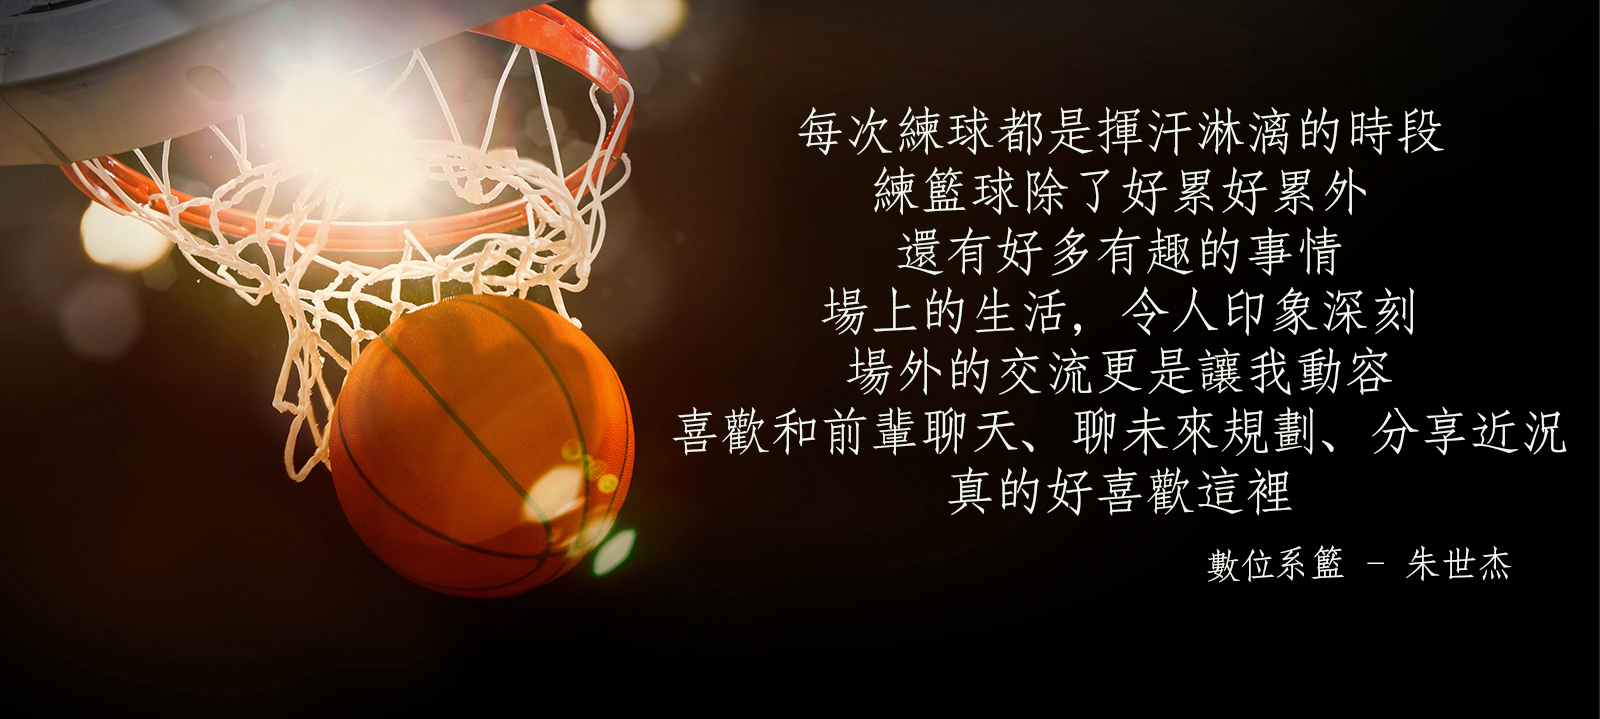 每次練球都是揮汗淋漓的時段
練籃球除了好累好累外
還有好多有趣的事情
場上的生活，令人印象深刻
場外的交流更是讓我動容
喜歡和前輩聊天、聊未來規劃、分享近況
真的好喜歡這裡
數位系籃 – 朱世杰